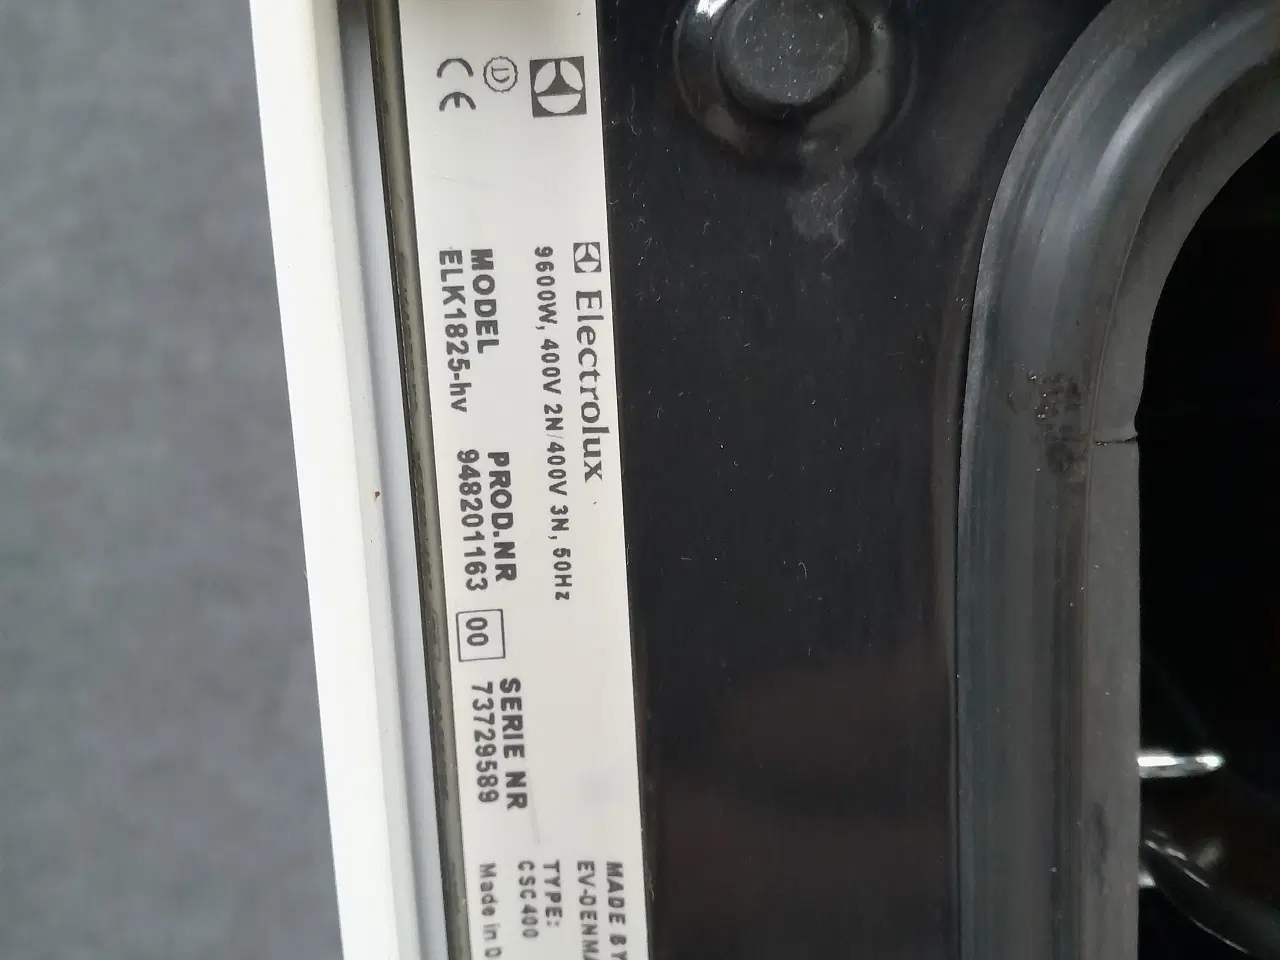 Electrolux
9600W, 400V 2N/400V 3N, 50Hz
MODEL PROD.NR SERIE NR
ELK1825-hv 948201163 00 73729589
MADE BY
EV-DENMA
TYPE:
CSC400
Made in D
CE
D